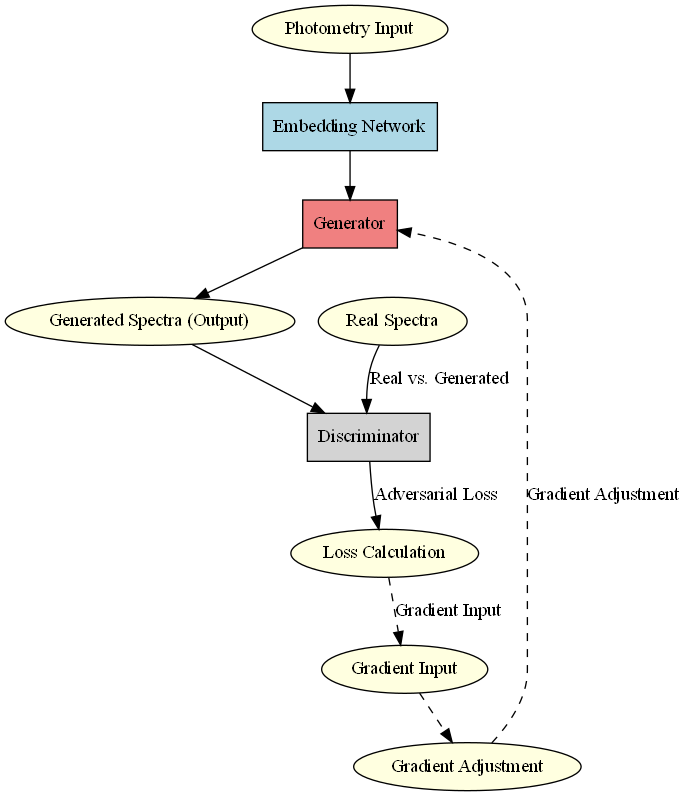 Photometry Input
Embedding Network
Generator
Generated Spectra (Output)
Real Spectra
Real vs. Generated
Discriminator
Adversarial Loss
Gradient Adjustment
Loss Calculation
Gradient Input
Gradient Input
Gradient Adjustment